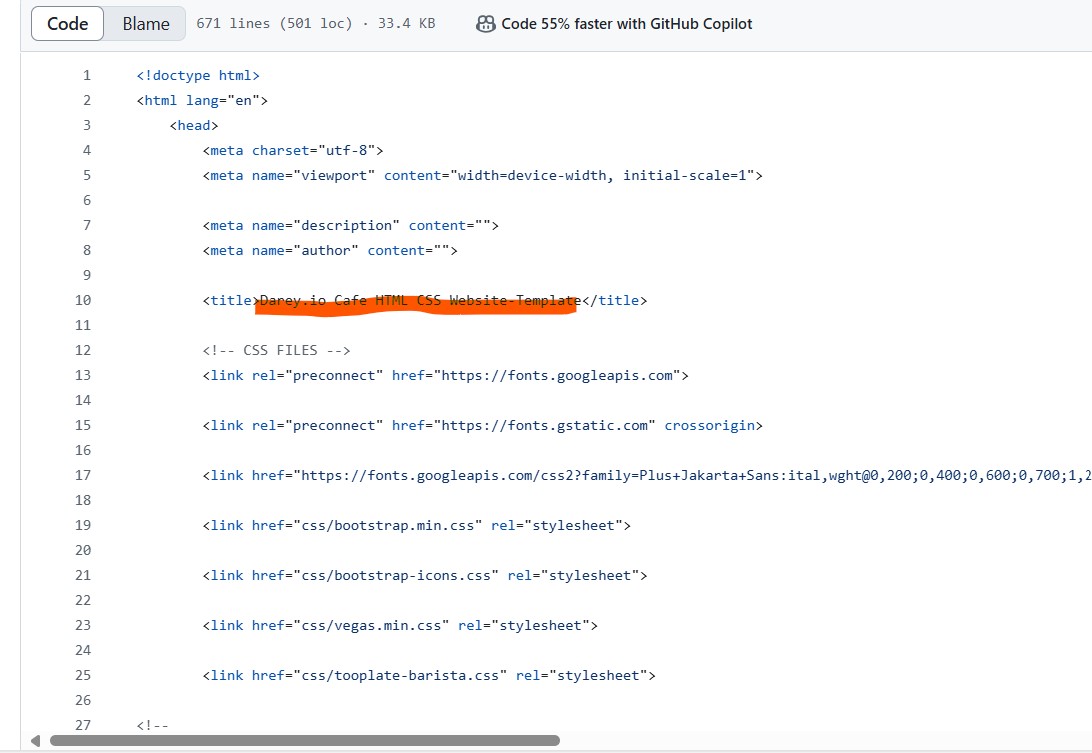 Code Blame 671 lines (501 loc) · 33.4 KB Code 55% faster with GitHub Copilot
1 <!doctype html>
2 <html lang="en">
3 <head>
4 <meta charset="utf-8">
5 <meta name="viewport" content="width=device-width, initial-scale=1">
6
7 <meta name="description" content="">
8 <meta name="author" content="">
9
10 <title>Darey.io Cafe HTML CSS Website-Template</title>
11
12 <!-- CSS FILES -->
13 <link rel="preconnect" href="https://fonts.googleapis.com">
14
15 <link rel="preconnect" href="https://fonts.gstatic.com" crossorigin>
16
17 <link href="https://fonts.googleapis.com/css2?family=Plus+Jakarta+Sans:ital,wght@0,200;0,400;0,600;0,700;1,2
18
19 <link href="css/bootstrap.min.css" rel="stylesheet">
20
21 <link href="css/bootstrap-icons.css" rel="stylesheet">
22
23 <link href="css/vegas.min.css" rel="stylesheet">
24
25 <link href="css/tooplate-barista.css" rel="stylesheet">
26
27 <!--